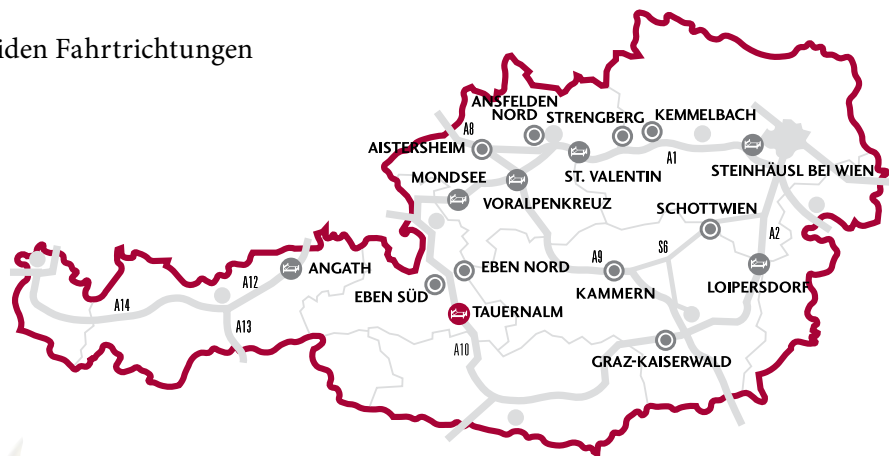 iden Fahrtrichtungen
ANSFELDEN
NORD
STRENGBERG
KEMMELBACH
A8
AISTERSHEIM
A1
MONDSEE
ST. VALENTIN
STEINHÄUSL BEI WIEN
VORALPENKREUZ
SCHOTTWIEN
A2
S6
A9
ANGATH
EBEN NORD
A12
EBEN SÜD
KAMMERN
LOIPERSDORF
A14
TAUERNALM
A13
A10
GRAZ-KAISERWALD